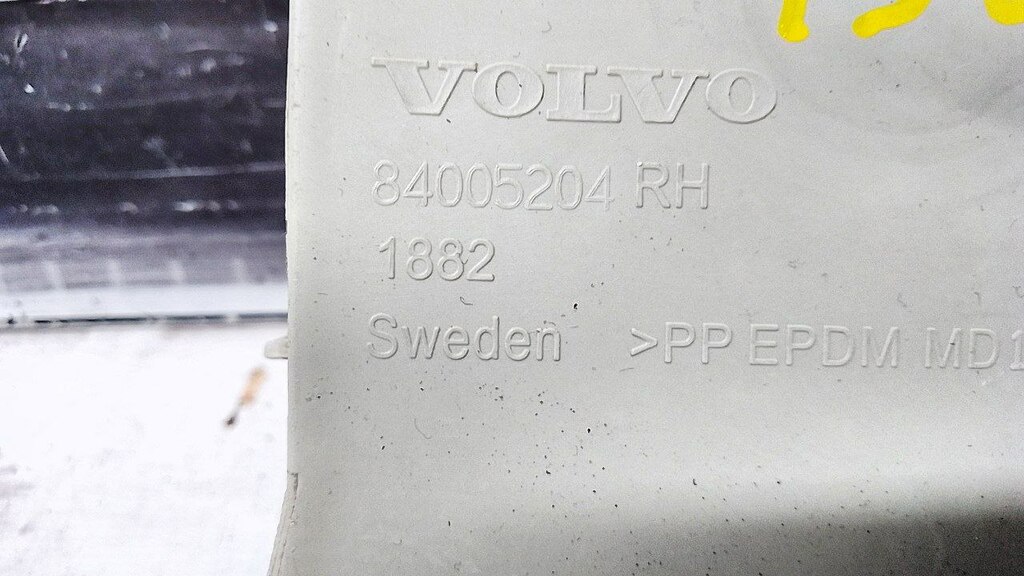 VOLVO
84005204 RH
1882
Sweden >PP EPDM MD1